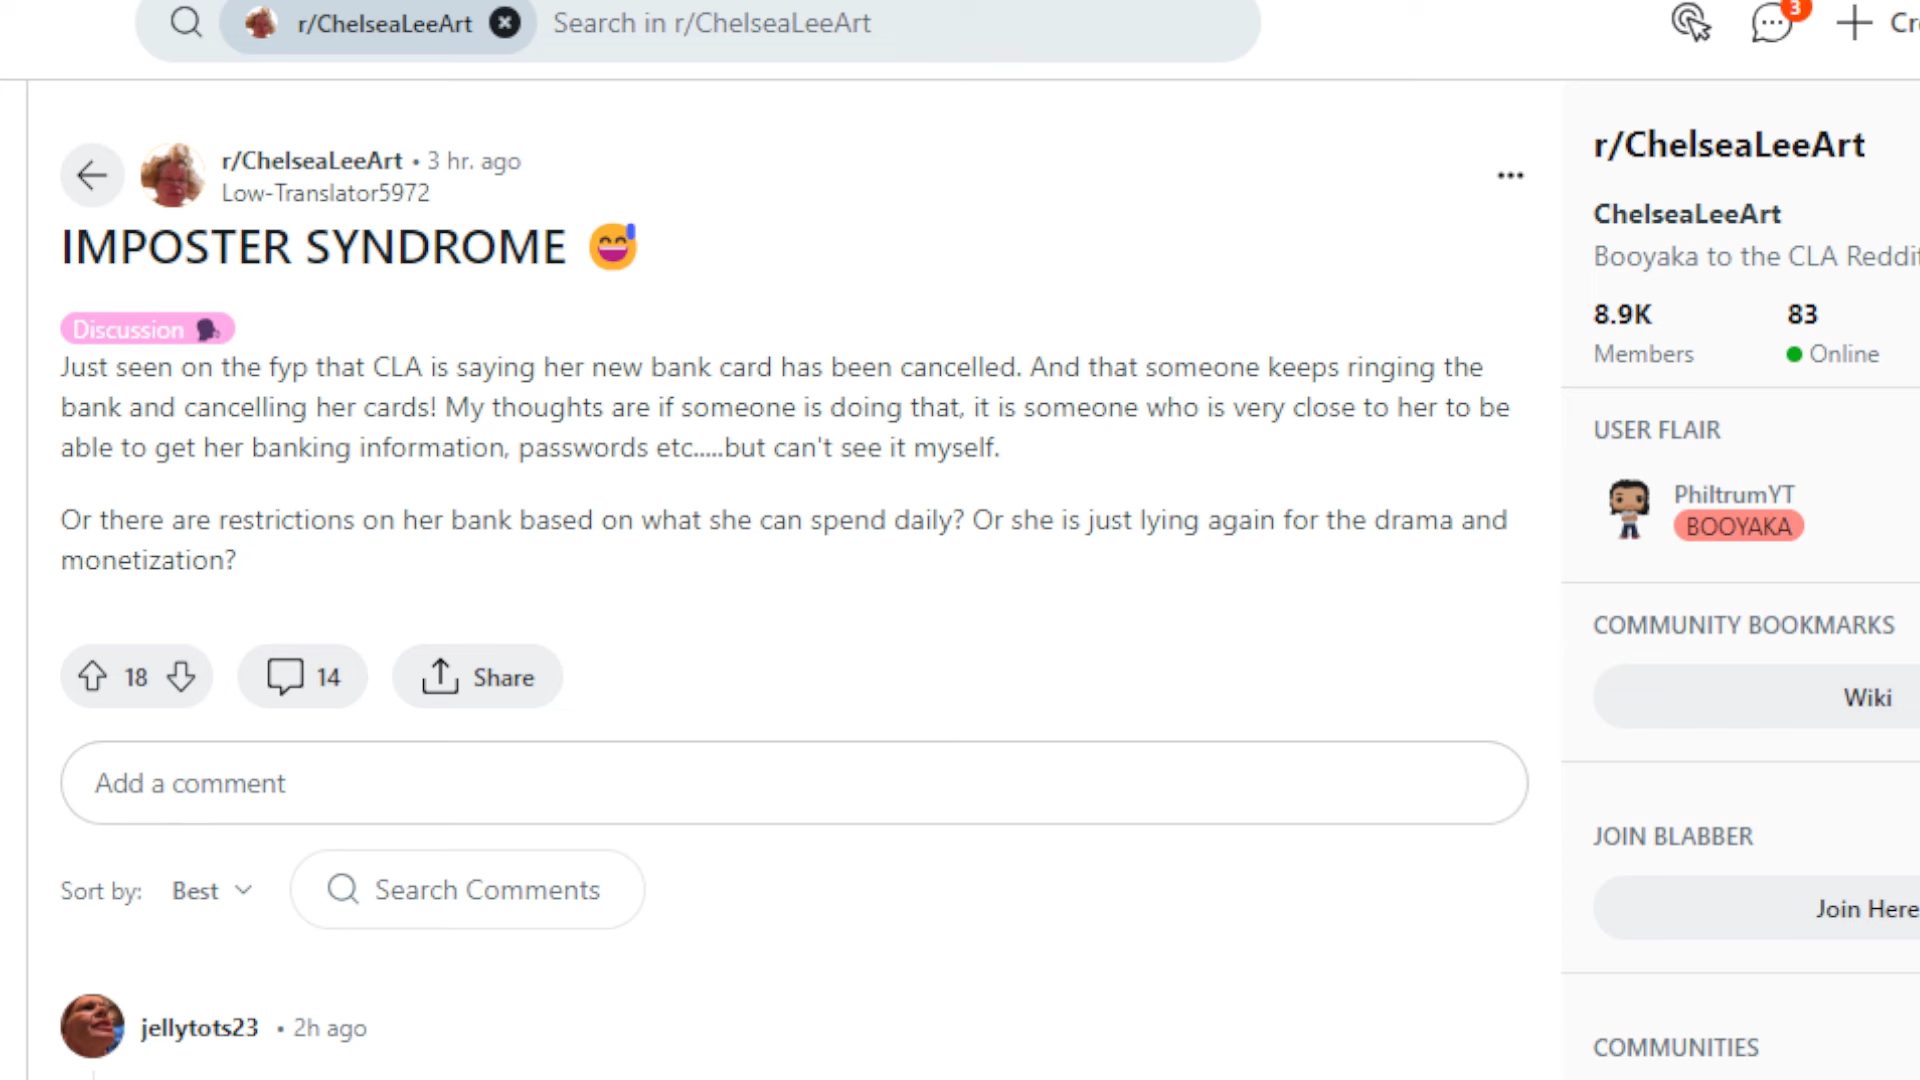 r/ChelseaLeeArt Search in r/ChelseaLeeArt 3
r/ChelseaLeeArt • 3 hr. ago
Low-Translator5972
IMPOSTER SYNDROME 😅
Discussion 🗣
Just seen on the fyp that CLA is saying her new bank card has been cancelled. And that someone keeps ringing the
bank and cancelling her cards! My thoughts are if someone is doing that, it is someone who is very close to her to be
able to get her banking information, passwords etc.....but can't see it myself.
Or there are restrictions on her bank based on what she can spend daily? Or she is just lying again for the drama and
monetization?
18 14 Share
Add a comment
Sort by: Best Search Comments
jellytots23 • 2h ago
r/ChelseaLeeArt
ChelseaLeeArt
Booyaka to the CLA
8.9K 83
Members Online
USER FLAIR
PhiltrumYT
BOOYAKA
COMMUNITY BOOKMARKS
Wiki
JOIN BLABBER
Join Here
COMMUNITIES